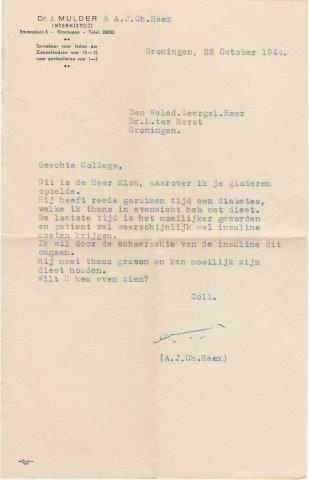 Dr. J. MULDER & A.J.Ch.Haex
INTERNISTEN
Emmaplein 5 - Groningen - Telef. 28233
Spreekuur voor leden der
Ziekenfondsen van 10-12
voor particulieren van 1-3
Groningen, 28 October 1944.
Den Weled.Zeergel.Heer
Dr.L.ter Horst
Groningen.
Geachte Collega,
Dit is de Heer Klok, waarover ik je gisteren
opbelde.
Hij heeft reeds geruimen tijd een diabetes,
welke ik thans in evenwicht heb met dieet.
De laatste tijd is het moeilijker geworden
en patient zal waarschijnlijk wel insuline
moeten krijgen.
Ik wil door de schaarschte van de insuline dit
omgaan.
Hij moet thans graven en kan moeilijk zijn
dieet houden.
Wilt U hem even zien?
Coll.
(A.J.Ch.Haex)